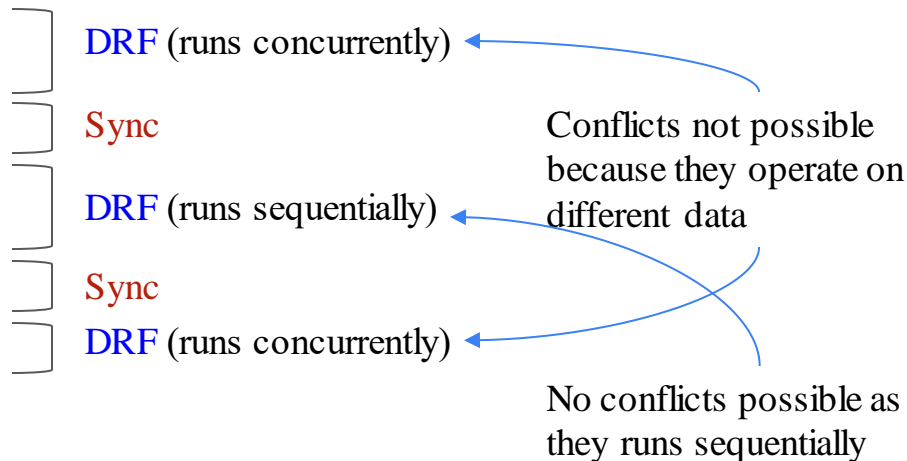 DRF (runs concurrently)
Sync
DRF (runs sequentially)
Sync
DRF (runs concurrently)
Conflicts not possible
because they operate on
different data
No conflicts possible as
they runs sequentially